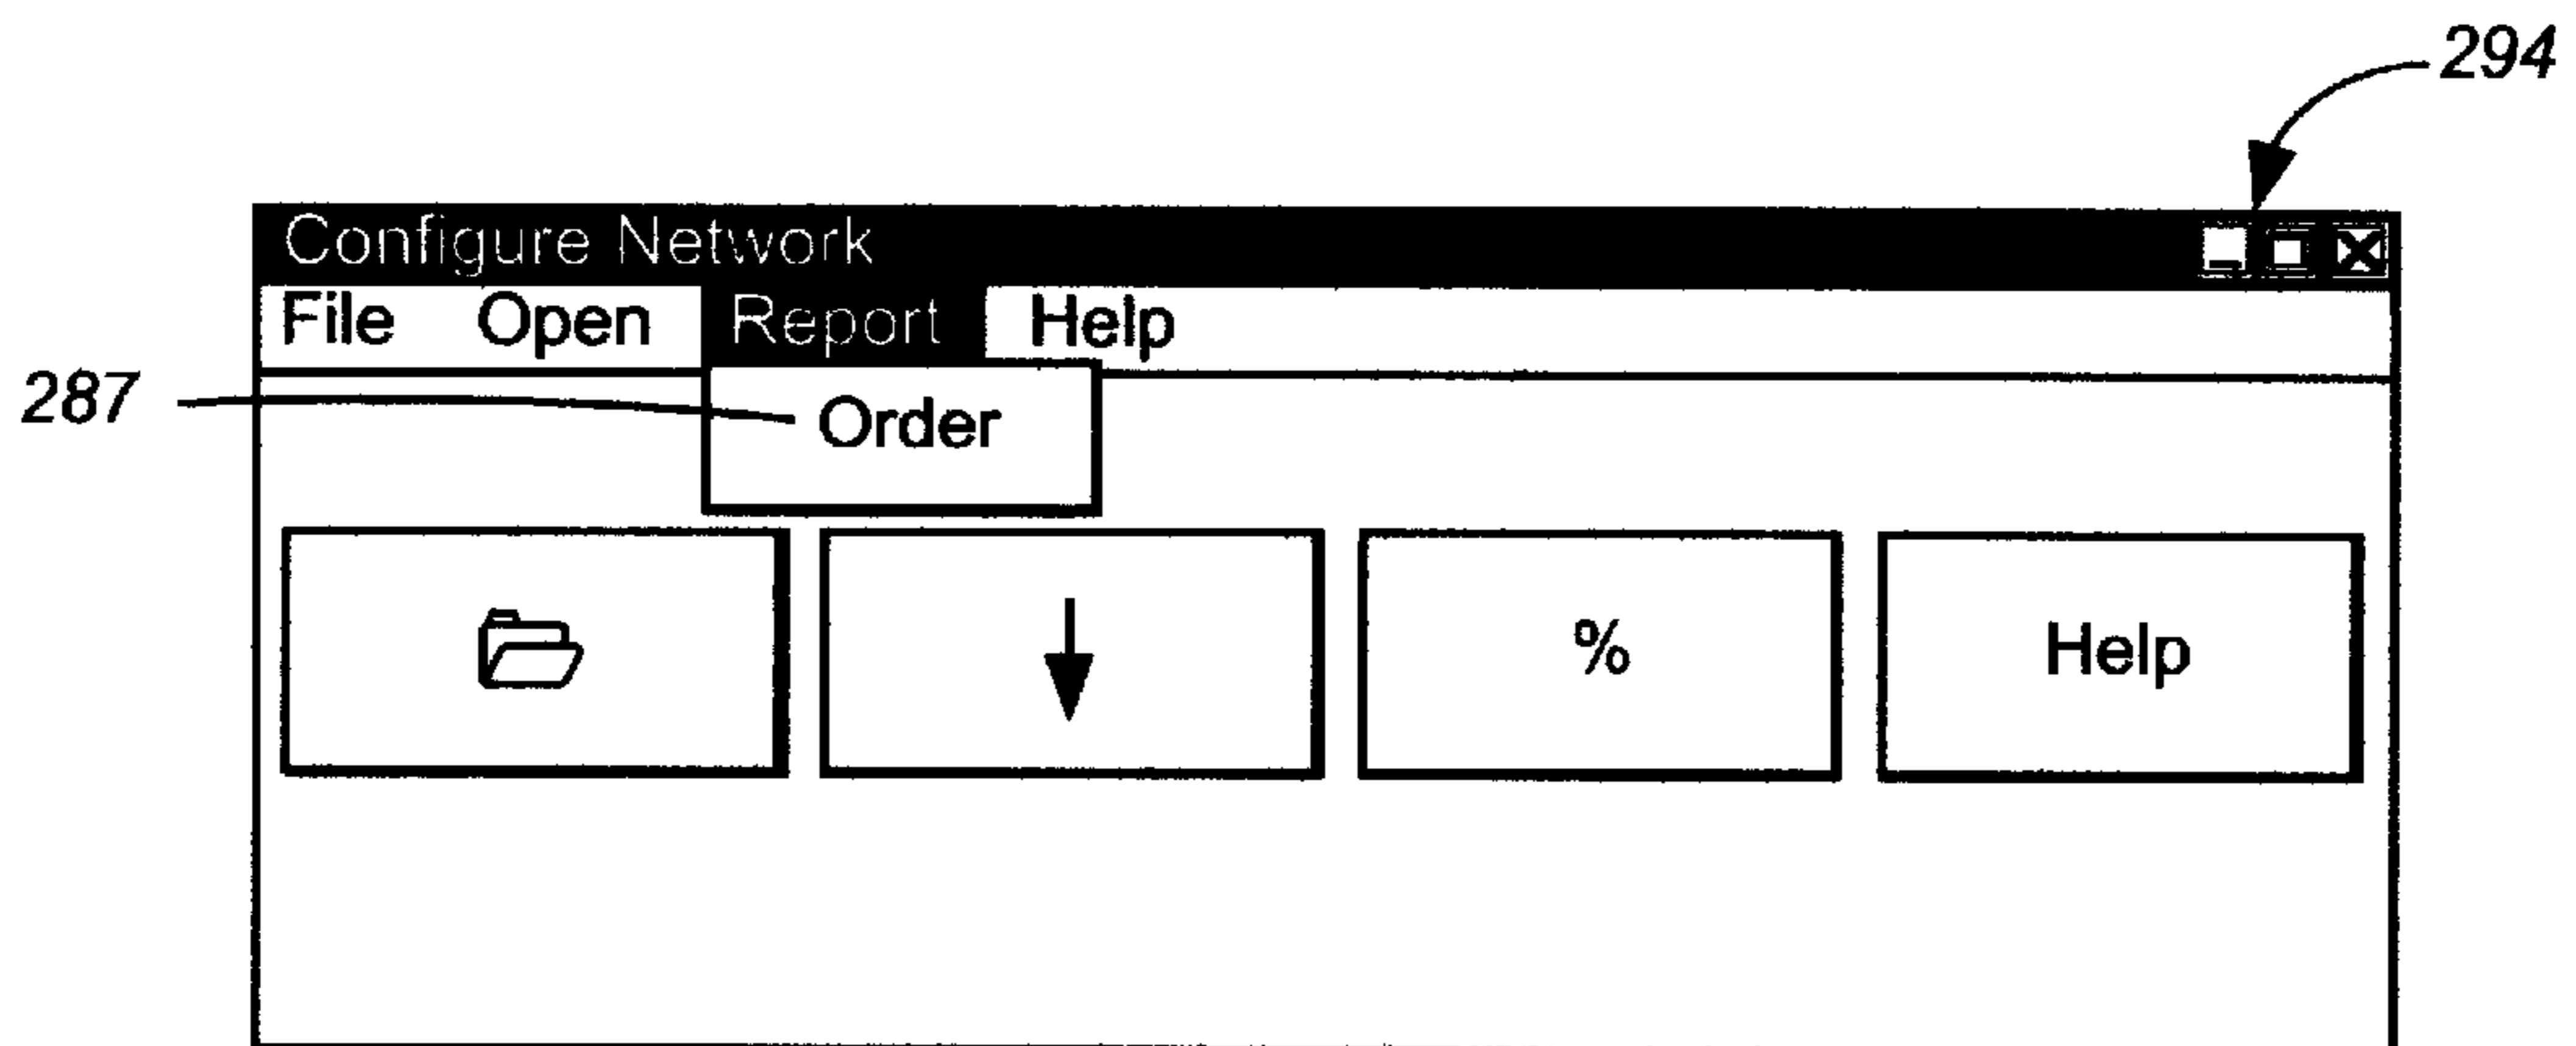 294
Configure Network
File Open Report Help
287 Order
% Help